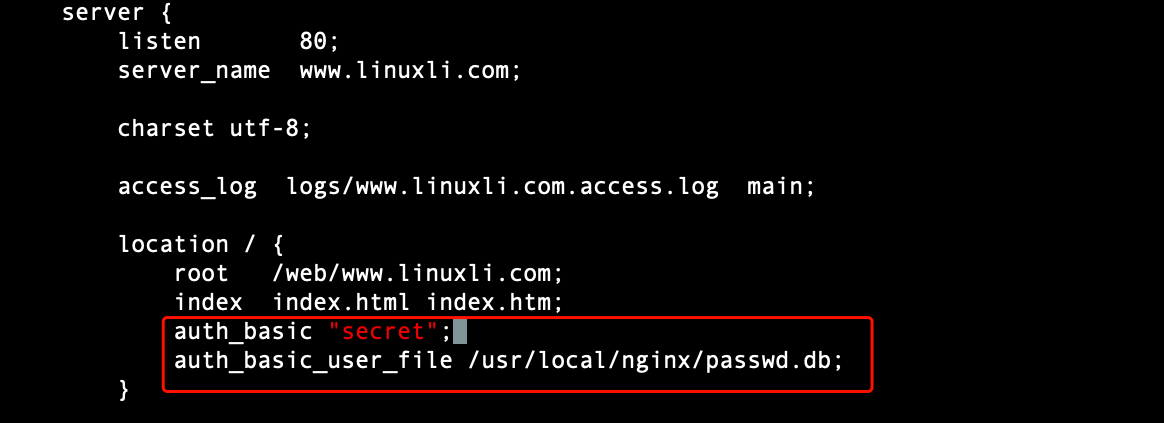 server {
listen 80;
server_name www.linuxli.com;
charset utf-8;
access_log logs/www.linuxli.com.access.log main;
location / {
root /web/www.linuxli.com;
index index.html index.htm;
auth_basic "secret";
auth_basic_user_file /usr/local/nginx/passwd.db;
}